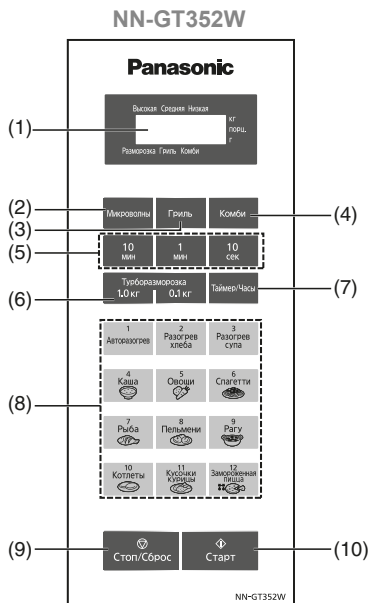 NN-GT352W
Panasonic
Высокая Средняя Низкая
кг
порц.
г
Разморозка Гриль Комби
(1)
(2)
Микроволны
Гриль
Комби
(3)
(4)
(5)
10 мин
1 мин
10 сек
(6)
Турборазморозка
1.0 кг
0.1 кг
Таймер/Часы
(7)
(8)
1
Авторазогрев
2
Разогрев
хлеба
3
Разогрев
супа
4
Каша
5
Овощи
6
Спагетти
7
Рыба
8
Пельмени
9
Рагу
10
Котлеты
11
Кусочки
курицы
12
Замороженная
пицца
(9)
Стоп/Сброс
Старт
(10)
NN-GT352W